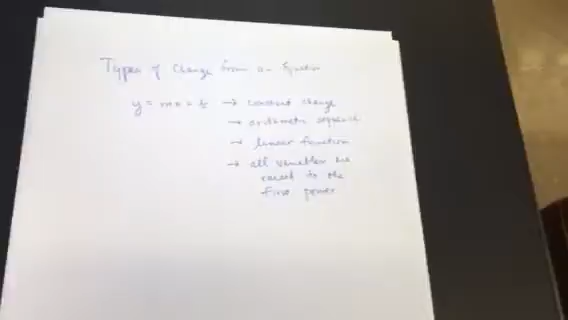 Types of Change from an Equation
y = mx + b → constant change
→ arithmetic sequence
→ linear function
→ all variables are
raised to the
first power